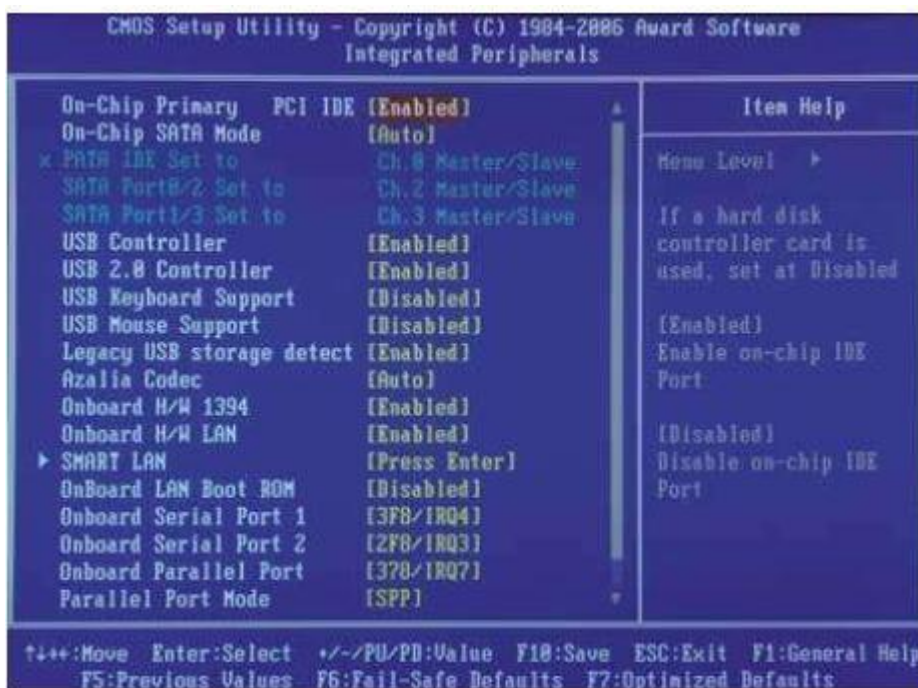 CMOS Setup Utility - Copyright (C) 1984-2006 Award Software
Integrated Peripherals
On-Chip Primary PCI IDE [Enabled]
On-Chip SATA Mode [Auto]
x PATA IDE Set to Ch.0 Master/Slave
SATA Port0/2 Set to Ch.2 Master/Slave
SATA Port1/3 Set to Ch.3 Master/Slave
USB Controller [Enabled]
USB 2.0 Controller [Enabled]
USB Keyboard Support [Disabled]
USB Mouse Support [Disabled]
Legacy USB storage detect [Enabled]
Azalia Codec [Auto]
Onboard H/W 1394 [Enabled]
Onboard H/W LAN [Enabled]
▶ SMART LAN [Press Enter]
OnBoard LAN Boot ROM [Disabled]
Onboard Serial Port 1 [3F8/IRQ4]
Onboard Serial Port 2 [2F8/IRQ3]
Onboard Parallel Port [378/IRQ7]
Parallel Port Mode [SPP]
Item Help
Menu Level ▶
If a hard disk
controller card is
used, set at Disabled
[Enabled]
Enable on-chip IDE
Port
[Disabled]
Disable on-chip IDE
Port
↑↓→←:Move Enter:Select +/-/PU/PD:Value F10:Save ESC:Exit F1:General Help
F5:Previous Values F6:Fail-Safe Defaults F7:Optimized Defaults